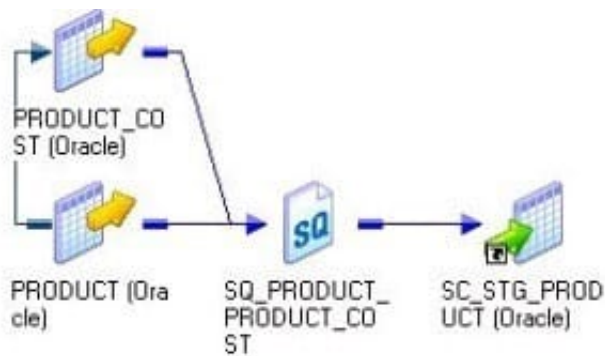 PRODUCT_CO
ST (Oracle)
PRODUCT (Ora
cle)
SQ
SQ_PRODUCT_
PRODUCT_CO
ST
SC_STG_PROD
UCT (Oracle)